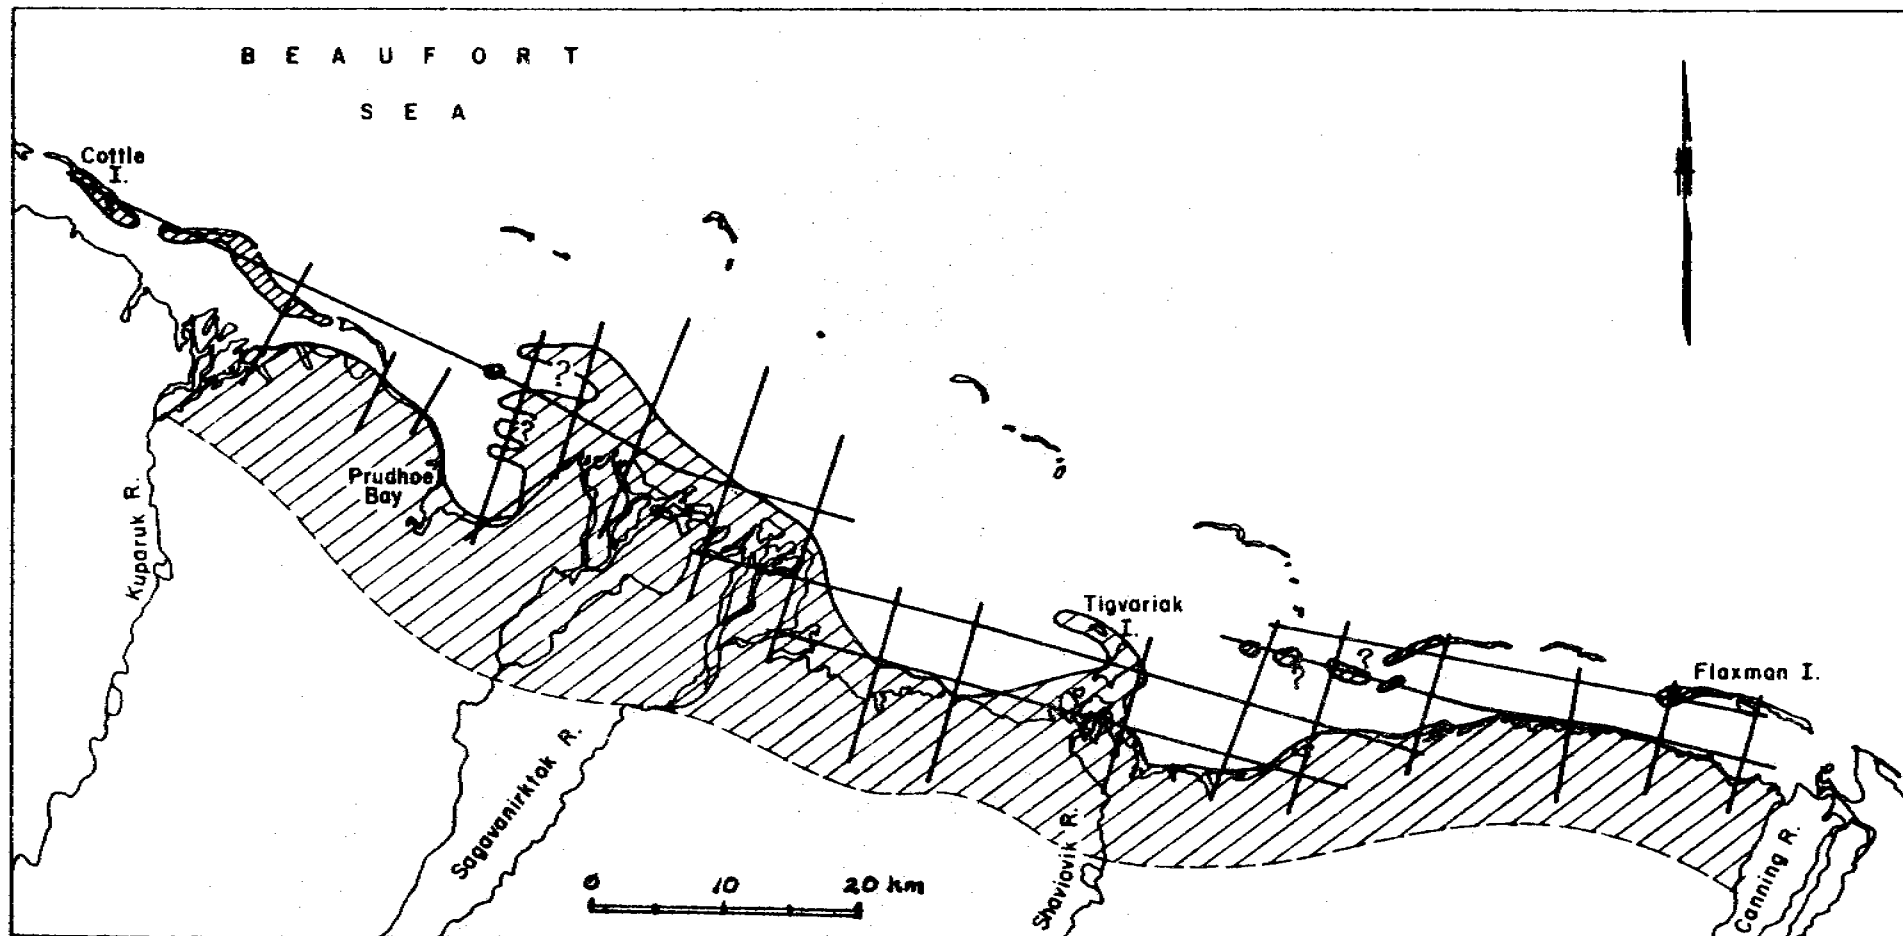 BEAUFORT
SEA
Cottle
I.
?
?
Prudhoe
Bay
Kuparuk R.
Tigvariak
I.
?
?
Flaxman I.
Sagavanirktok R.
Shaviovik R.
Canning R.
0 10 20 km